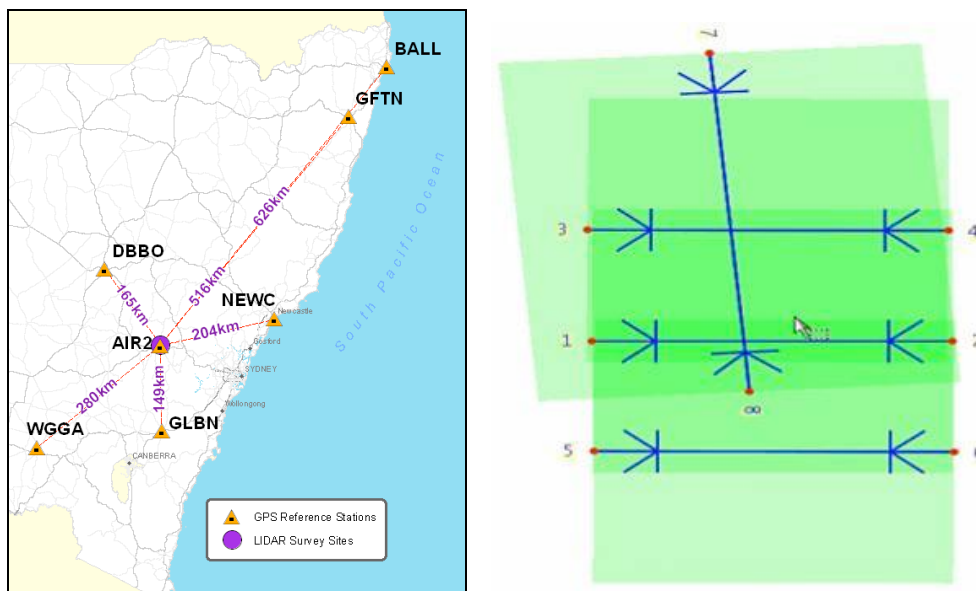 BALL
GFTN
626km
South Pacific Ocean
DBBO
516km
165km
NEWC
Newcastle
204km
AIR2
Gosford
SYDNEY
149km
280km
Wollongong
WGGA
GLBN
CANBERRA
GPS Reference Stations
LIDAR Survey Sites
7
3
4
1
2
8
5
6